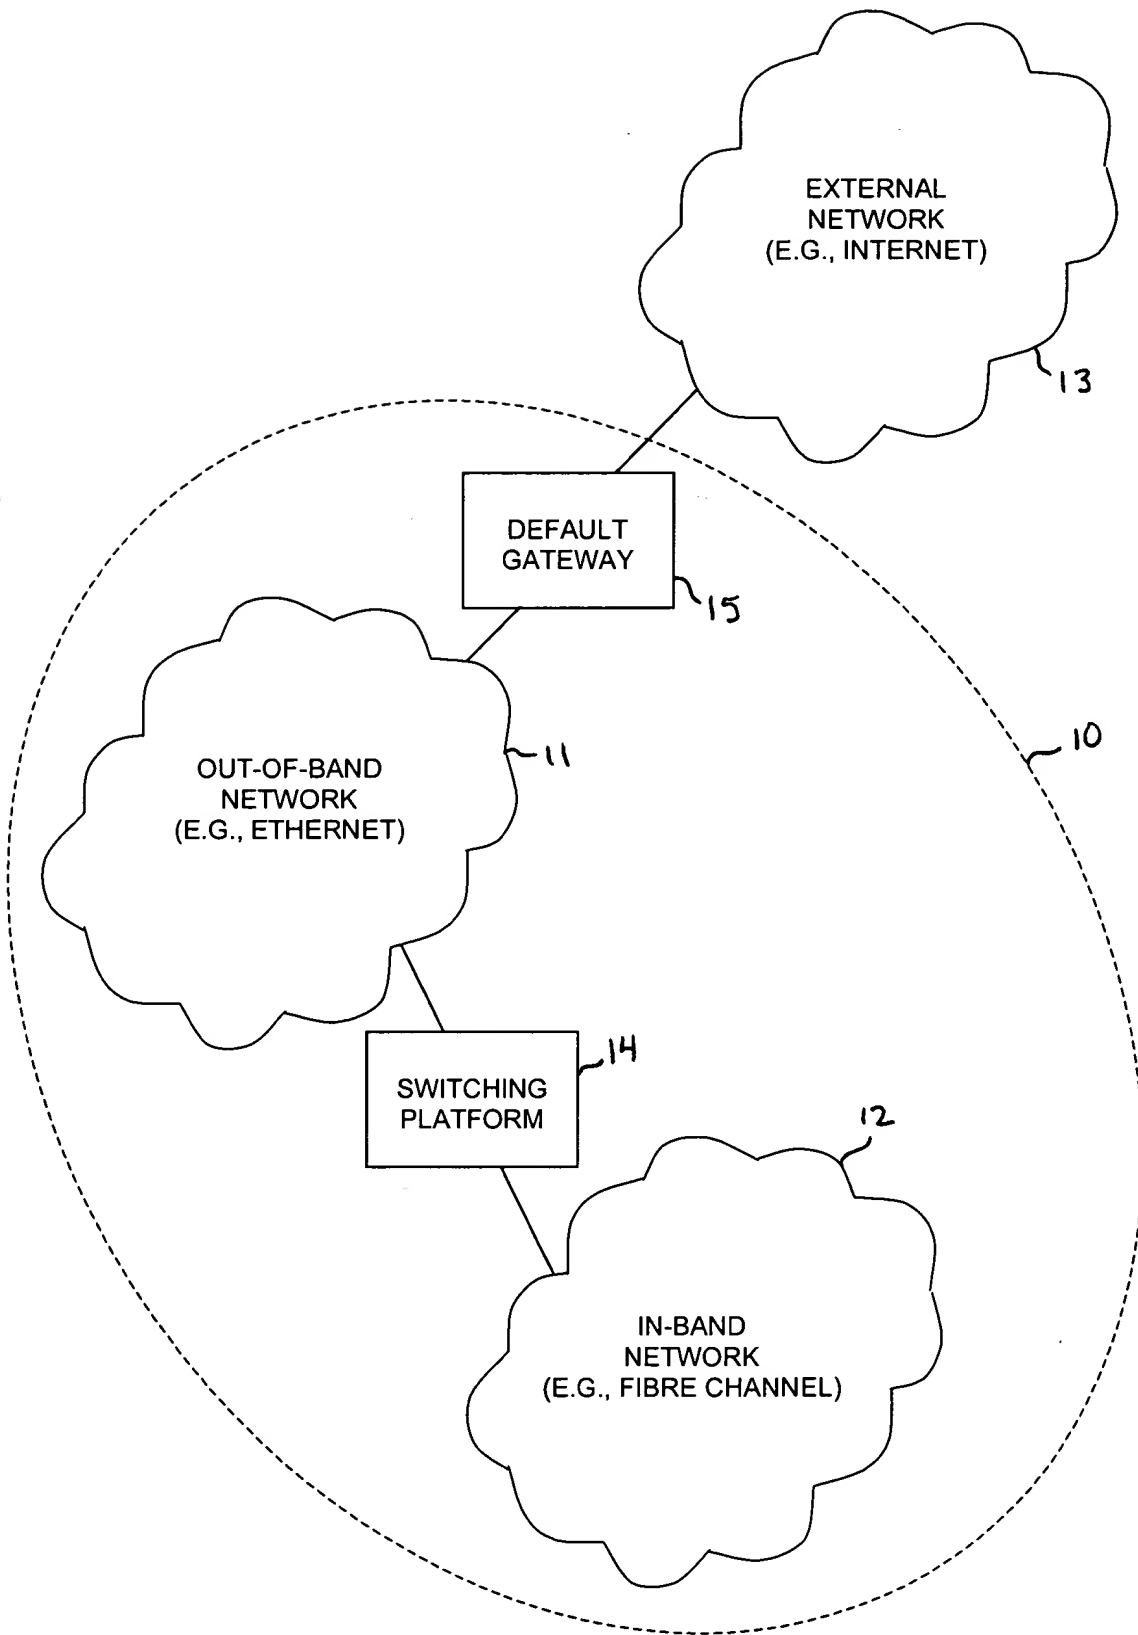 EXTERNAL
NETWORK
(E.G., INTERNET)
13
DEFAULT
GATEWAY
15
10
11
OUT-OF-BAND
NETWORK
(E.G., ETHERNET)
14
SWITCHING
PLATFORM
12
IN-BAND
NETWORK
(E.G., FIBRE CHANNEL)